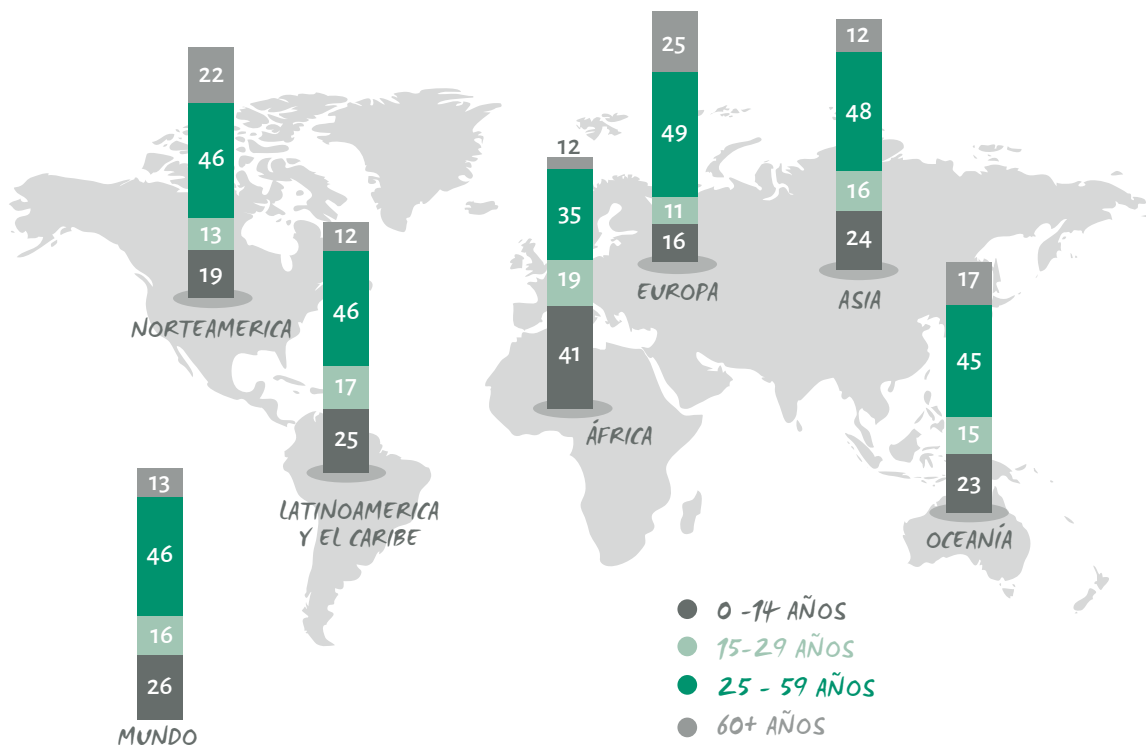 22
46
13
19
NORTEAMERICA
12
46
17
25
LATINOAMERICA
Y EL CARIBE
12
35
19
41
ÁFRICA
25
49
11
16
EUROPA
12
48
16
24
ASIA
17
45
15
23
OCEANÍA
13
46
16
26
MUNDO
0 -14 AÑOS
15-29 AÑOS
25 - 59 AÑOS
60+ AÑOS